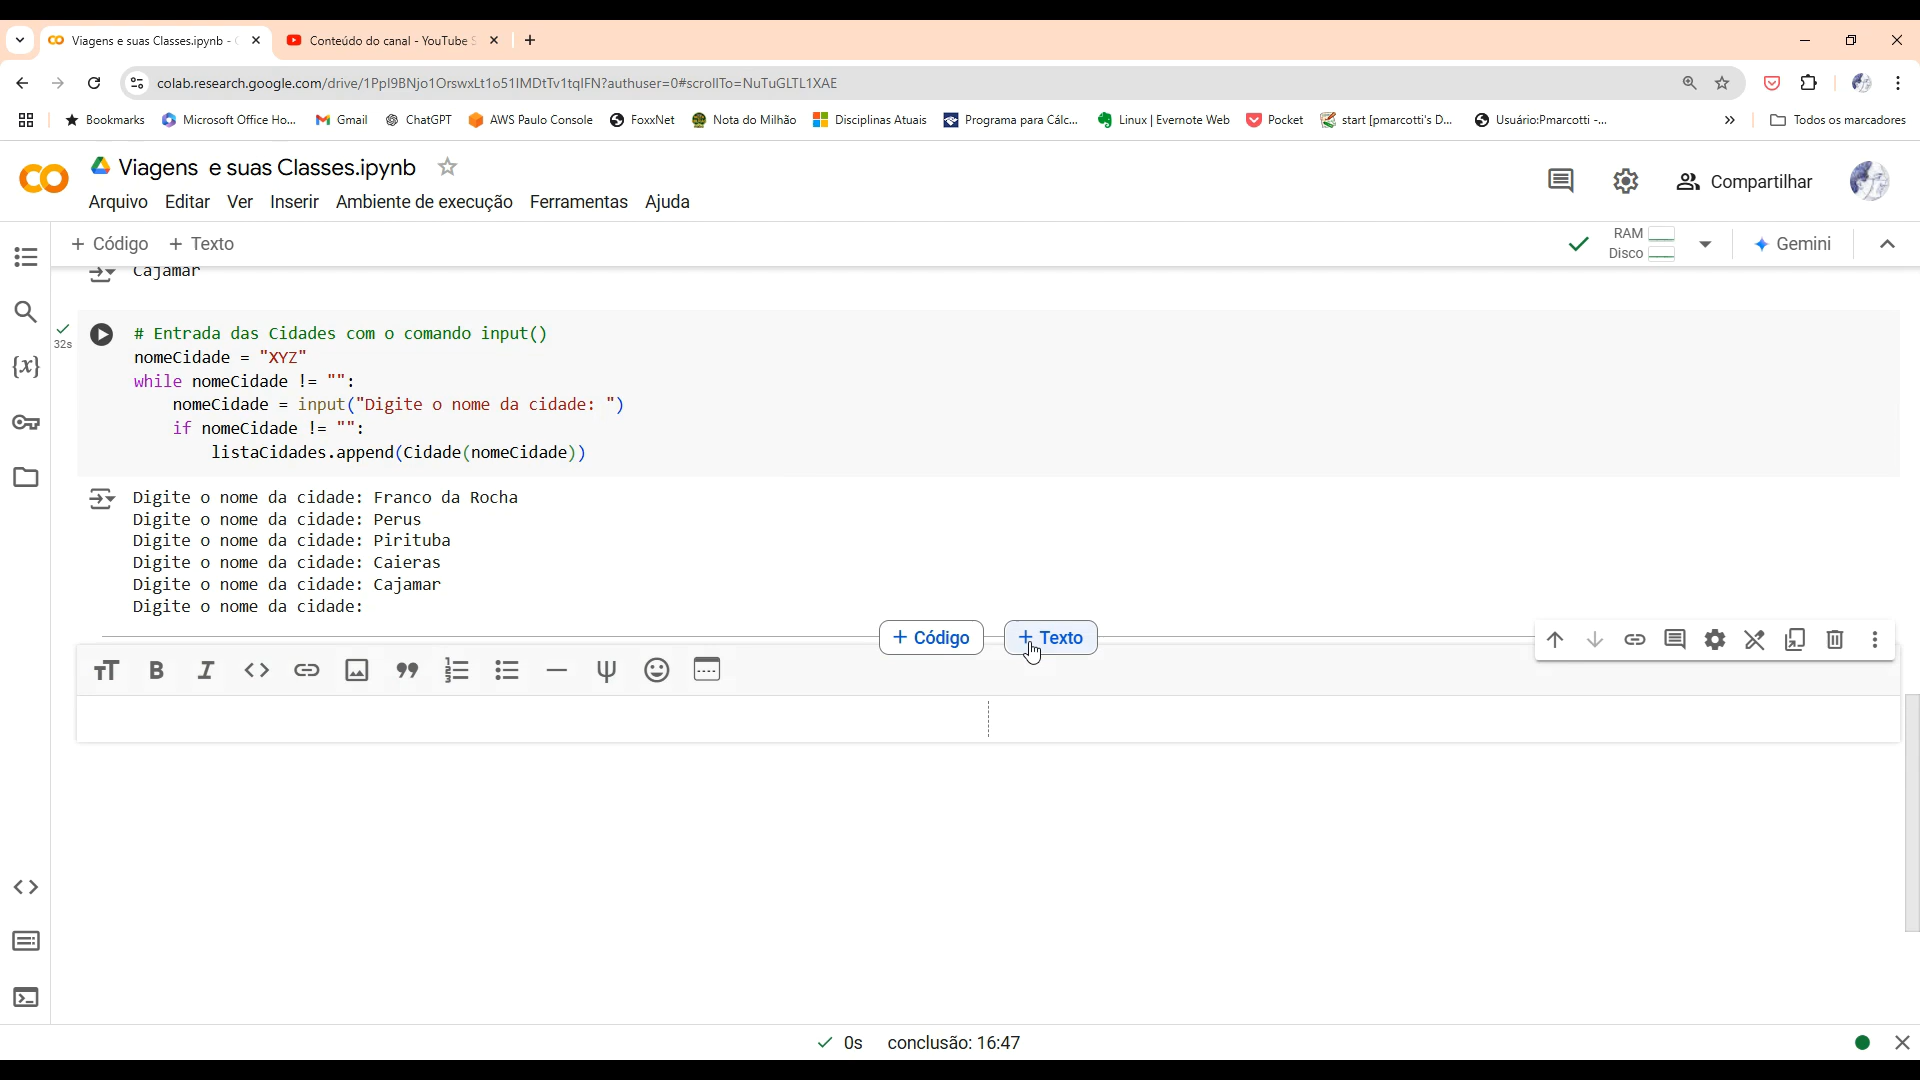 Viagens e suas Classes.ipynb -
Conteúdo do canal - YouTube
colab.research.google.com/drive/1PpI9BNjo1OrswxLt1o51IMDtTv1tqIFN?authuser=0#scrollTo=NuTuGLTL1XAE
Bookmarks
Microsoft Office Ho...
Gmail
ChatGPT
AWS Paulo Console
FoxxNet
Nota do Milhão
Disciplinas Atuais
Programa para Cálc...
Linux | Evernote Web
Pocket
start [pmarcotti's D...
Usuário:Pmarcotti -...
»
Todos os marcadores
Viagens e suas Classes.ipynb
Arquivo Editar Ver Inserir Ambiente de execução Ferramentas Ajuda
Compartilhar
+ Código + Texto
RAM
Disco
Gemini
Cajamar
32s
# Entrada das Cidades com o comando input()
nomeCidade = "XYZ"
while nomeCidade != "":
nomeCidade = input("Digite o nome da cidade: ")
if nomeCidade != "":
listaCidades.append(Cidade(nomeCidade))
Digite o nome da cidade: Franco da Rocha
Digite o nome da cidade: Perus
Digite o nome da cidade: Pirituba
Digite o nome da cidade: Caieras
Digite o nome da cidade: Cajamar
Digite o nome da cidade:
+ Código + Texto
0s conclusão: 16:47